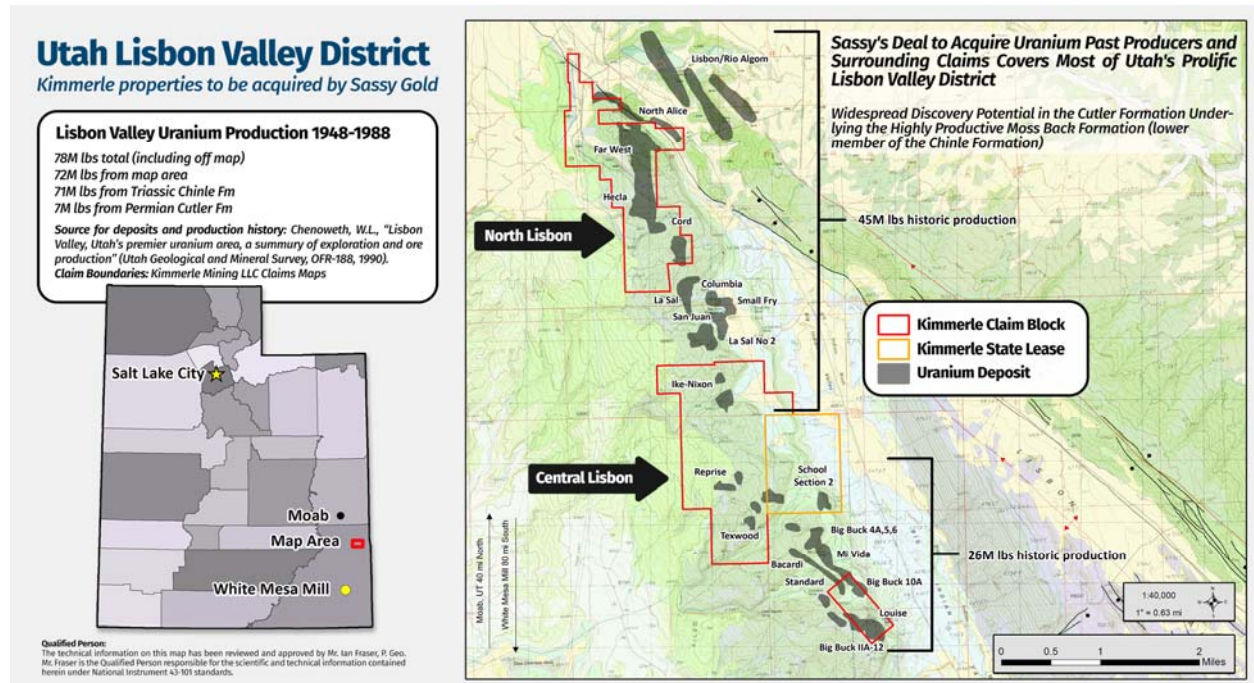 Utah Lisbon Valley District
Kimmerle properties to be acquired by Sassy Gold
Lisbon Valley Uranium Production 1948-1988
78M lbs total (including off map)
72M lbs from map area
71M lbs from Triassic Chinle Fm
7M lbs from Permian Cutler Fm
Source for deposits and production history: Chenoweth, W.L., "Lisbon
Valley, Utah's premier uranium area, a summury of exploration and ore
production" (Utah Geological and Mineral Survey, OFR-188, 1990).
Claim Boundaries: Kimmerle Mining LLC Claims Maps
Salt Lake City
Moab
Map Area
White Mesa Mill
Qualified Person:
The technical information on this map has been reviewed and approved by Mr. Ian Fraser, P. Geo.
Mr. Fraser is the Qualified Person responsible for the scientific and technical information contained
herein under National Instrument 43-101 standards.
Sassy's Deal to Acquire Uranium Past Producers and
Surrounding Claims Covers Most of Utah's Prolific
Lisbon Valley District
Widespread Discovery Potential in the Cutler Formation Under-
lying the Highly Productive Moss Back Formation (lower
member of the Chinle Formation)
Lisbon/Rio Algom
North Alice
Far West
Hecla
Cord
North Lisbon
45M lbs historic production
Columbia
La Sal
Small Fry
San Juan
La Sal No 2
Kimmerle Claim Block
Kimmerle State Lease
Uranium Deposit
Ike-Nixon
Central Lisbon
Reprise
School
Section 2
Texwood
Big Buck 4A,5,6
Mi Vida
Bacardi
Standard
Big Buck 10A
Louise
Big Buck IIA-12
26M lbs historic production
L I S B O N
Moab, UT 40 mi North
White Mesa Mill 80 mi South
1:40,000
1" = 0.63 mi
0 0.5 1 2
Miles